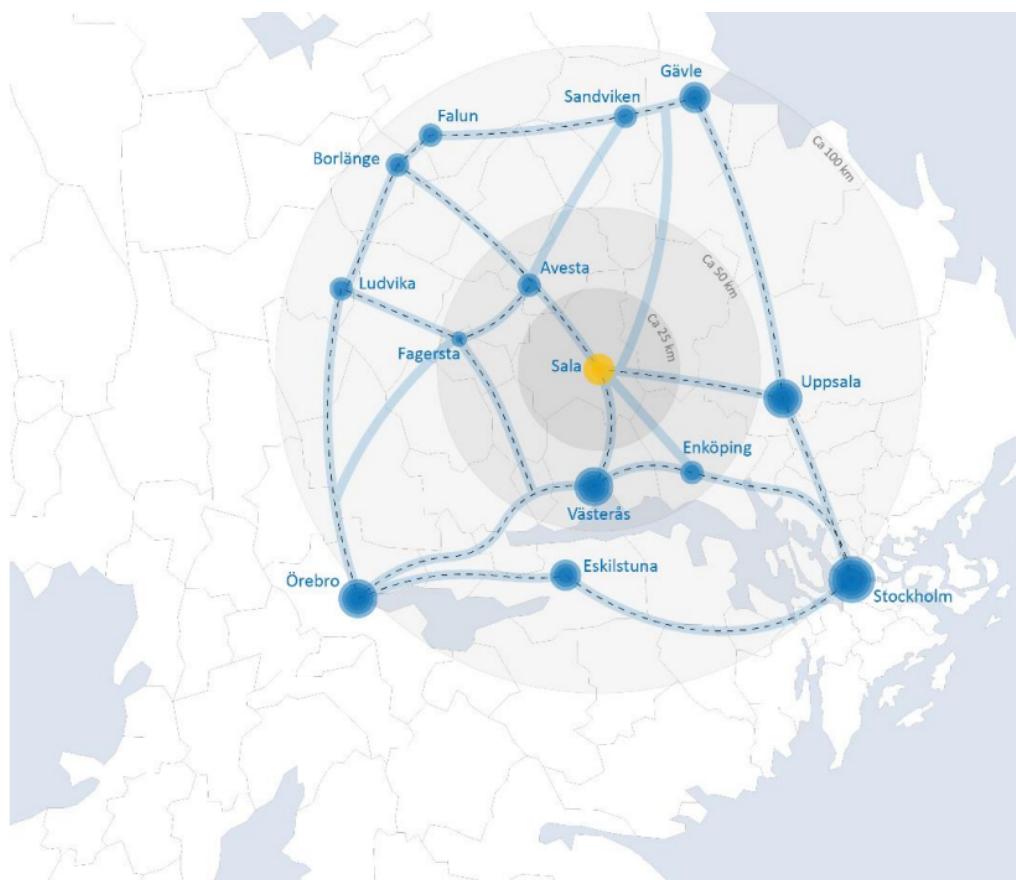 Gävle
Sandviken
Falun
Borlänge
Ca 100 km
Ca 50 km
Avesta
Ludvika
Ca 25 km
Fagersta
Sala
Uppsala
Enköping
Västerås
Eskilstuna
Örebro
Stockholm